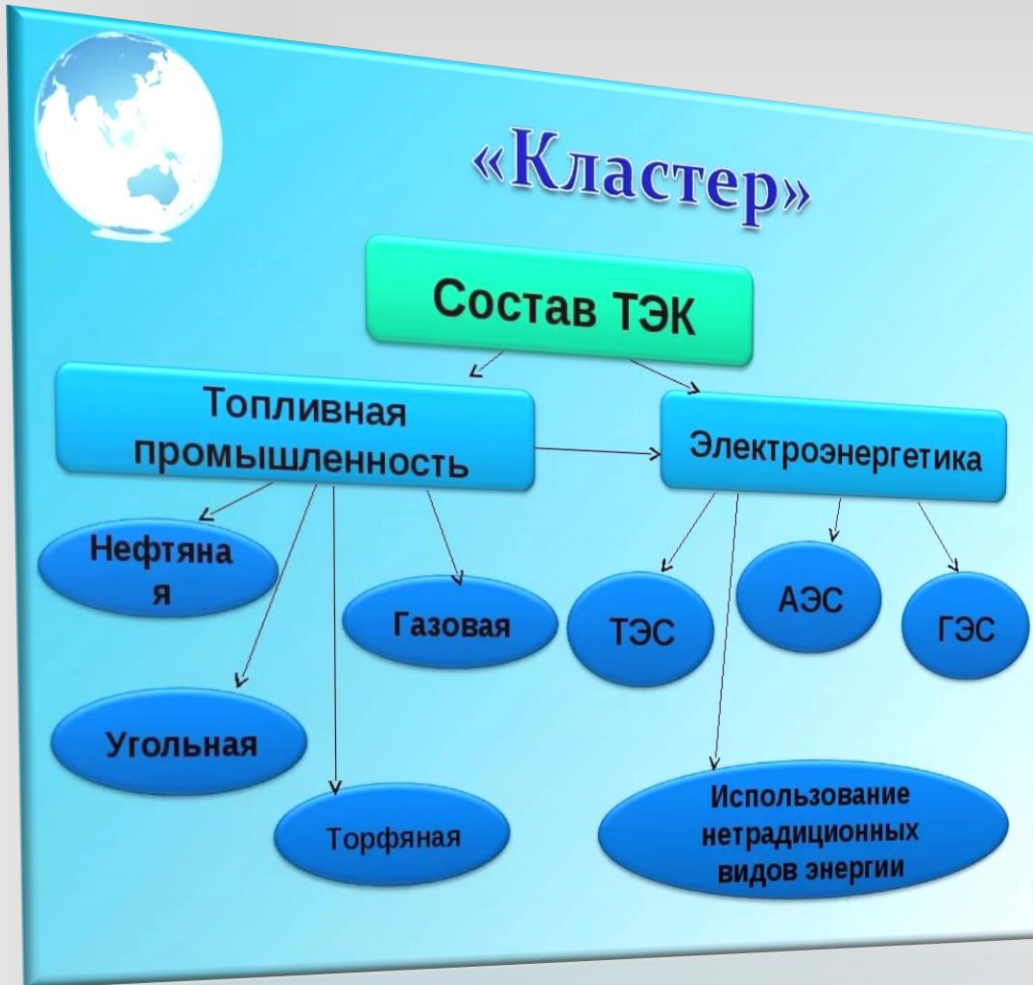 «Кластер»
Состав ТЭК
Топливная
промышленность
Электроэнергетика
Нефтяна
я
Газовая
Угольная
Торфяная
ТЭС
АЭС
ГЭС
Использование
нетрадиционных
видов энергии